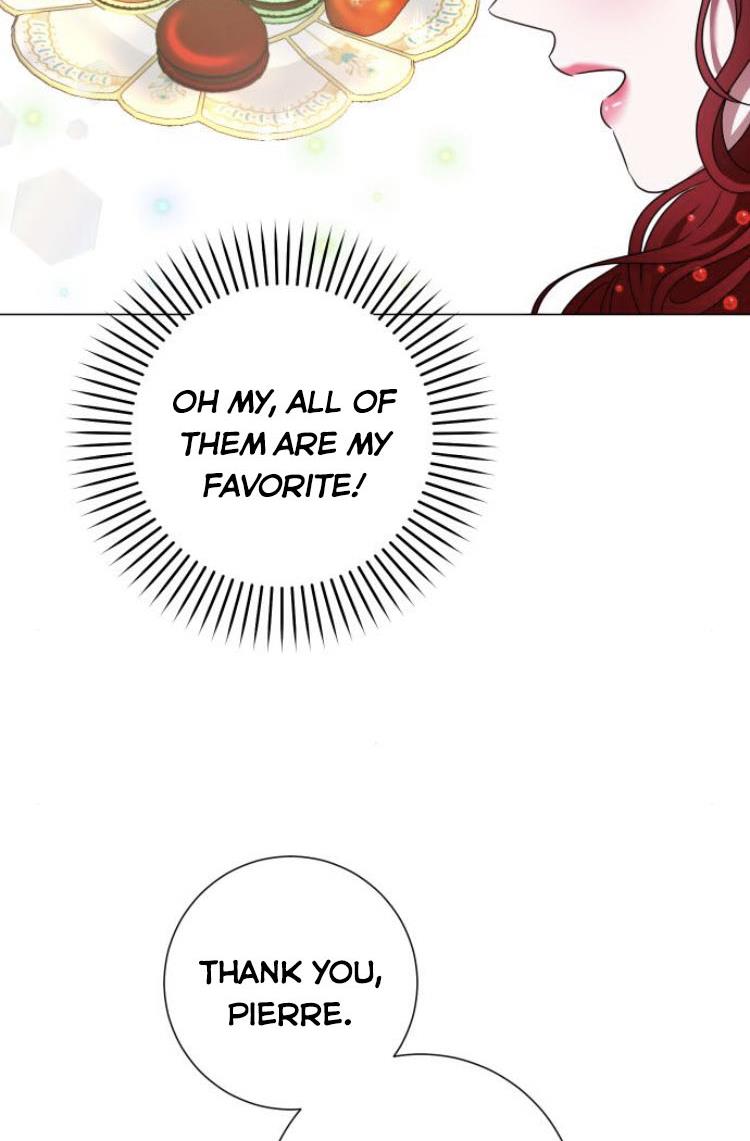 OH MY, ALL OF
THEM ARE MY
FAVORITE!
THANK YOU,
PIERRE.